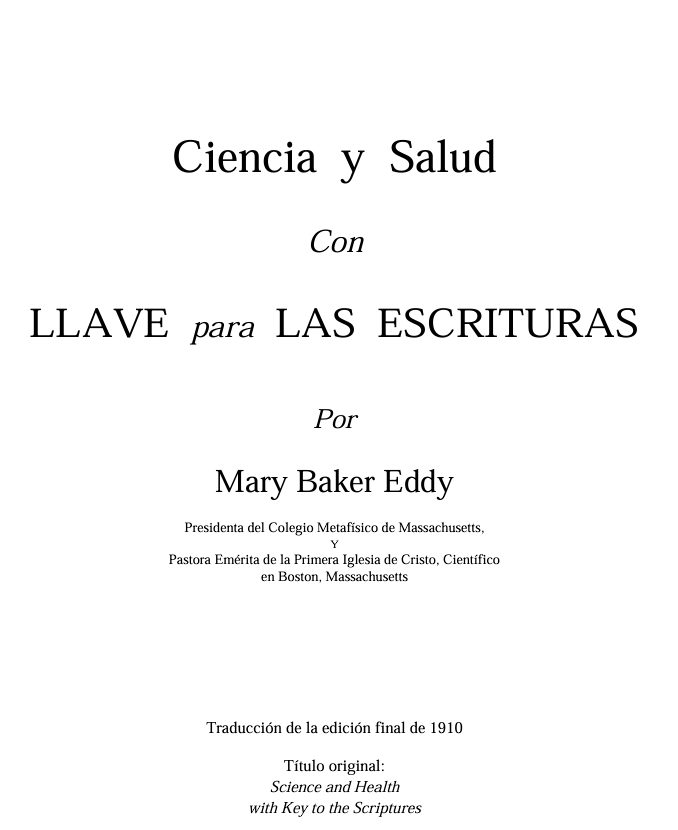 Ciencia y Salud
Con
LLAVE para LAS ESCRITURAS
Por
Mary Baker Eddy
Presidenta del Colegio Metafísico de Massachusetts,
Y
Pastora Emérita de la Primera Iglesia de Cristo, Científico
en Boston, Massachusetts
Traducción de la edición final de 1910
Título original:
Science and Health
with Key to the Scriptures